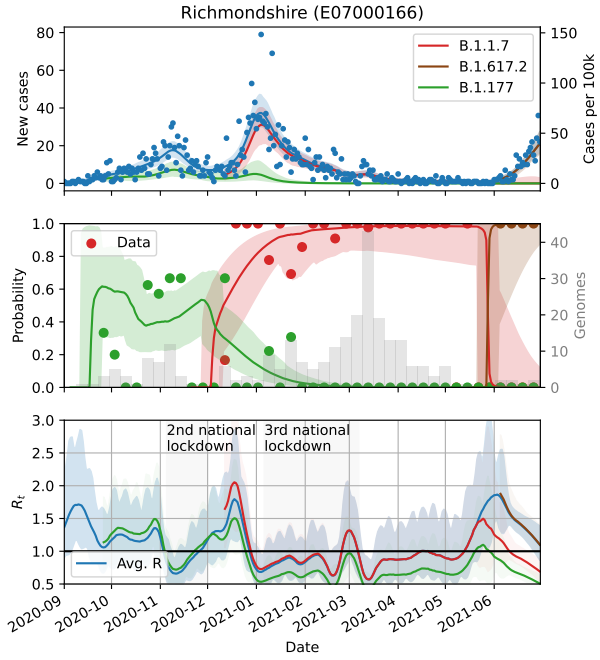 Richmondshire (E07000166)
80
60
40
20
0
New cases
150
100
50
0
Cases per 100k
B.1.1.7
B.1.617.2
B.1.177
1.0
0.8
0.6
0.4
0.2
0.0
Probability
Data
40
30
20
10
0
Genomes
3.0
2.5
2.0
1.5
1.0
0.5
Rt
2nd national
lockdown
3rd national
lockdown
Avg. R
2020-09
2020-10
2020-11
2020-12
2021-01
2021-02
2021-03
2021-04
2021-05
2021-06
Date